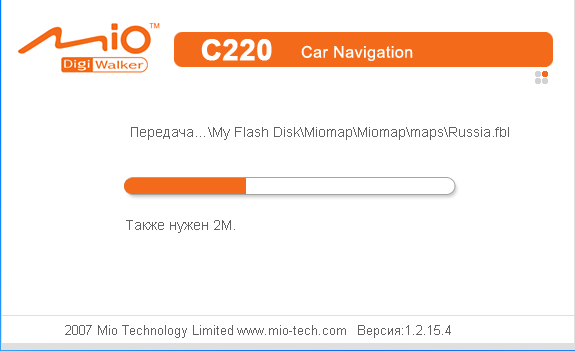 mio™
DigiWalker
C220 Car Navigation
Передача...\My Flash Disk\Miomap\Miomap\maps\Russia.fbl
Также нужен 2M.
2007 Mio Technology Limited www.mio-tech.com Версия:1.2.15.4